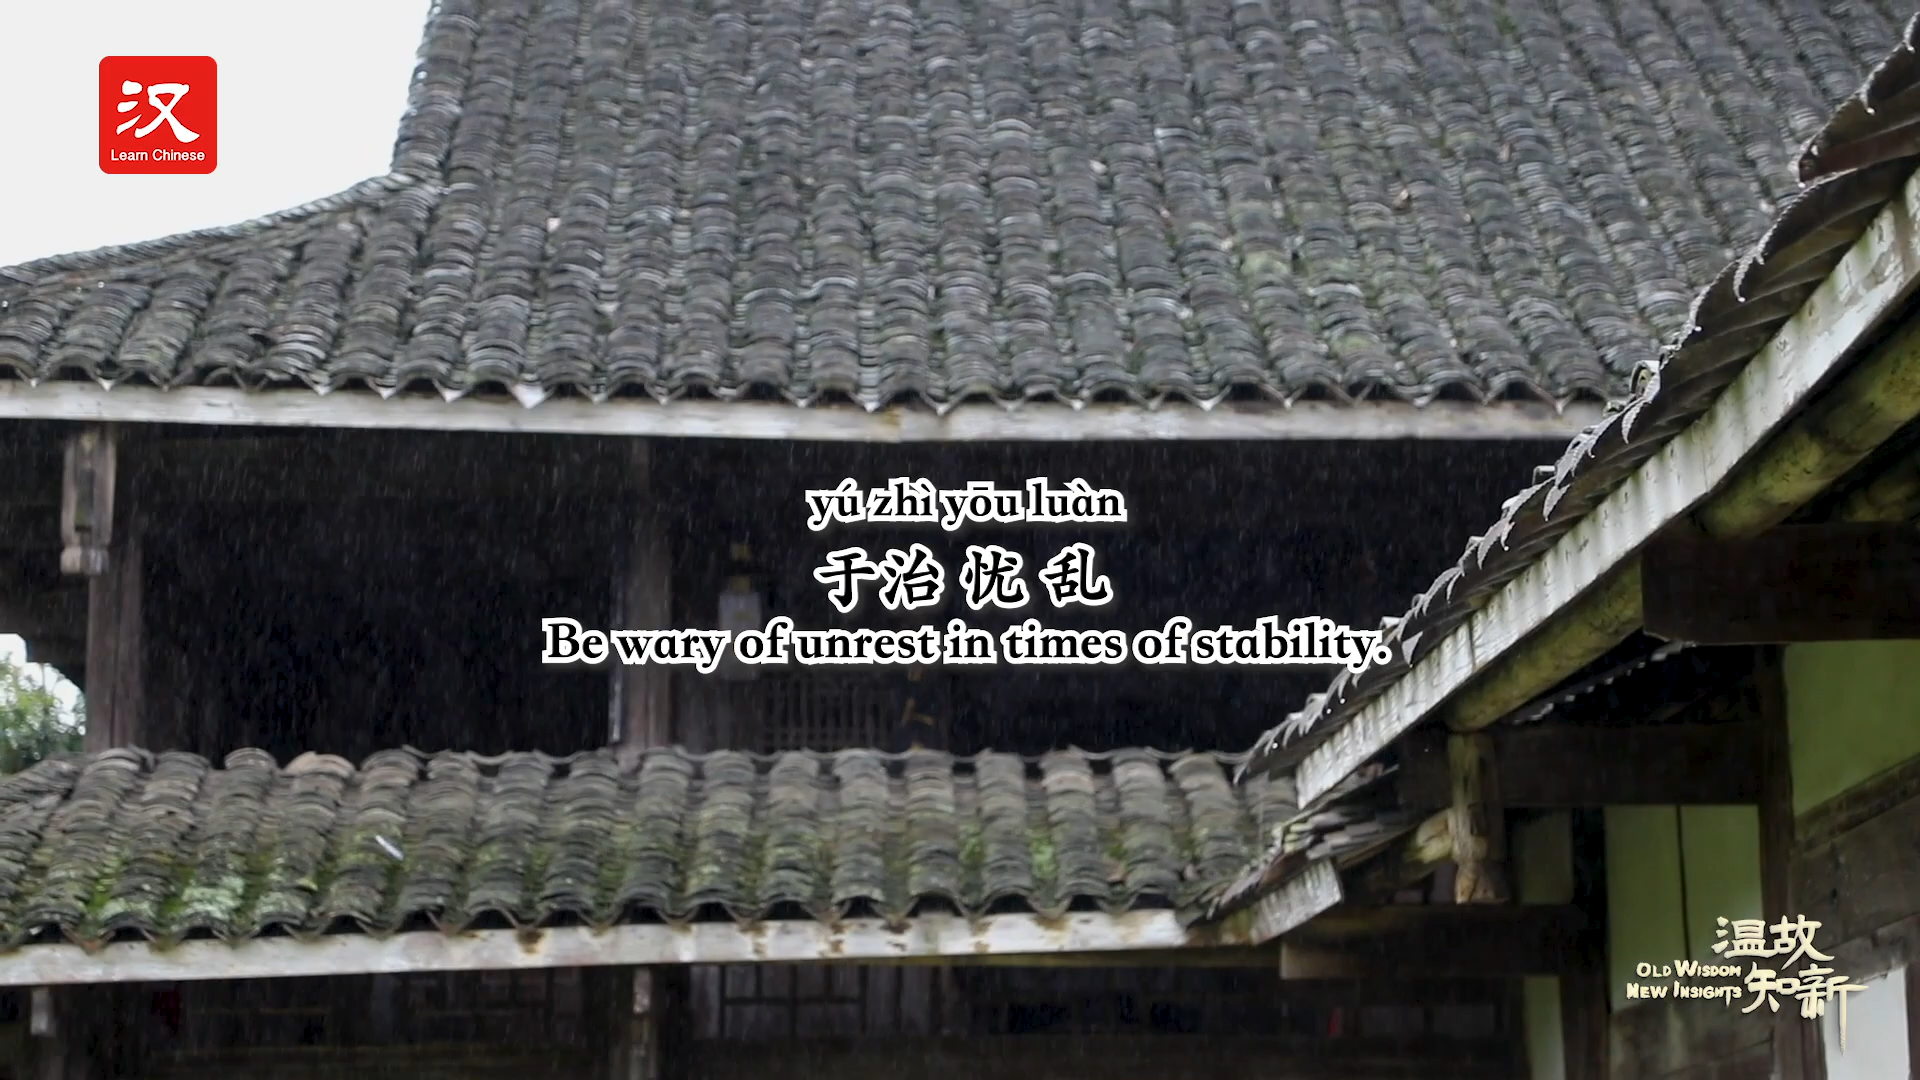 汉
Learn Chinese
yú zhì yōu luàn
于治 忧 乱
Be wary of unrest in times of stability.
人
温故
OLD WISDOM
NEW INSIGHTS
知新